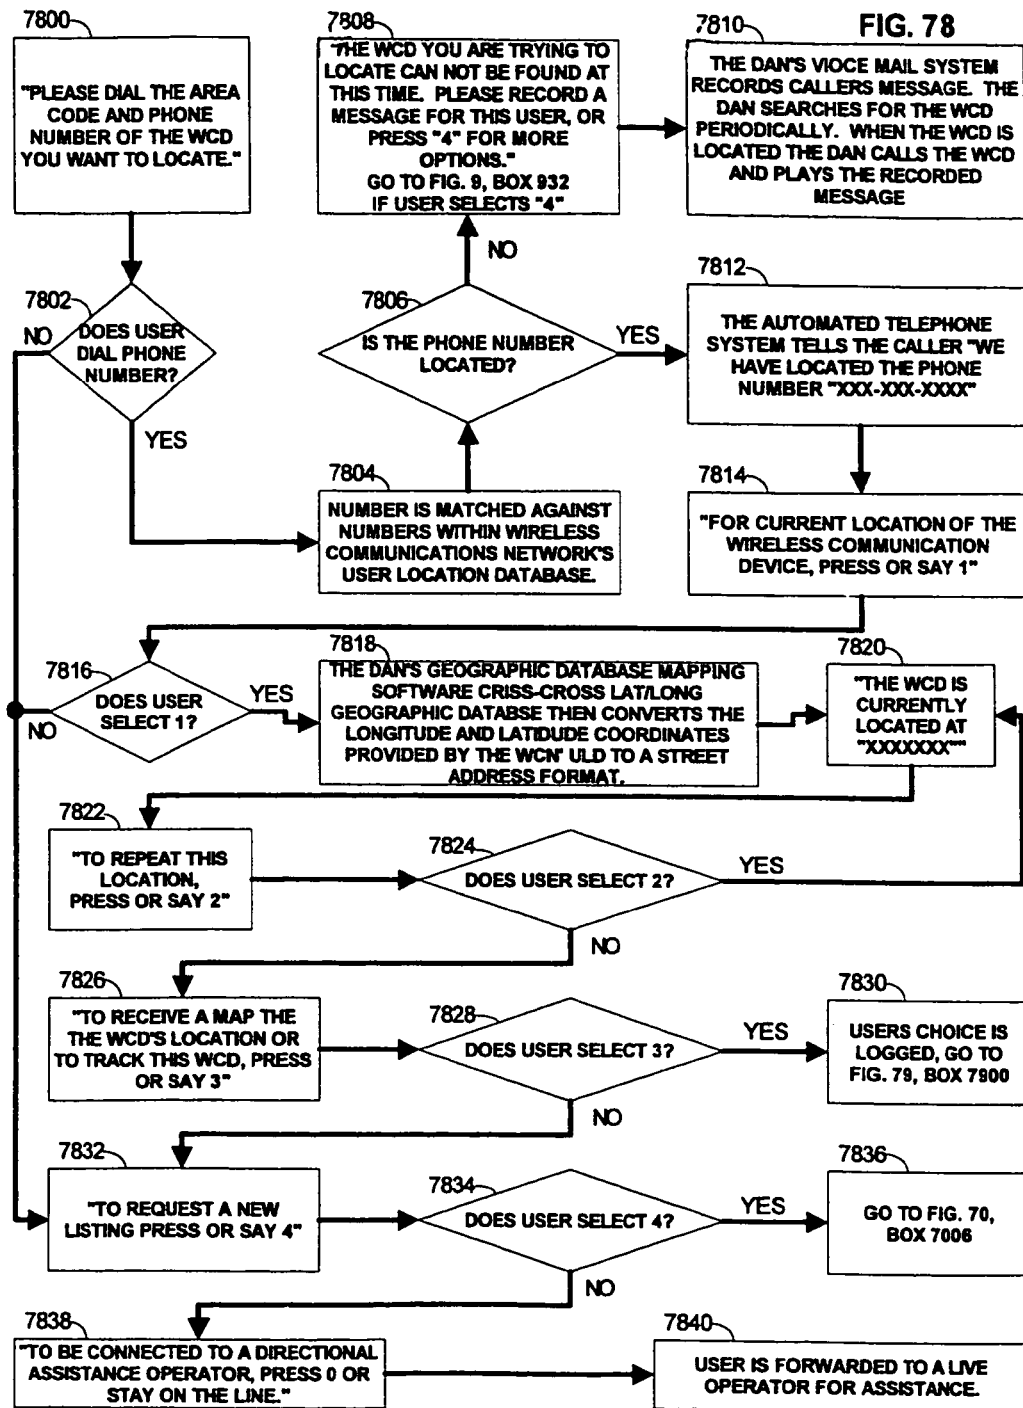 FIG. 78
7800
"PLEASE DIAL THE AREA
CODE AND PHONE
NUMBER OF THE WCD
YOU WANT TO LOCATE."
7808
"THE WCD YOU ARE TRYING TO
LOCATE CAN NOT BE FOUND AT
THIS TIME. PLEASE RECORD A
MESSAGE FOR THIS USER, OR
PRESS "4" FOR MORE
OPTIONS."
GO TO FIG. 9, BOX 932
IF USER SELECTS "4"
7810
THE DAN'S VIOCE MAIL SYSTEM
RECORDS CALLERS MESSAGE. THE
DAN SEARCHES FOR THE WCD
PERIODICALLY. WHEN THE WCD IS
LOCATED THE DAN CALLS THE WCD
AND PLAYS THE RECORDED
MESSAGE
7802
DOES USER
DIAL PHONE
NUMBER?
NO
YES
7806
IS THE PHONE NUMBER
LOCATED?
NO
YES
7812
THE AUTOMATED TELEPHONE
SYSTEM TELLS THE CALLER "WE
HAVE LOCATED THE PHONE
NUMBER "XXX-XXX-XXXX"
7804
NUMBER IS MATCHED AGAINST
NUMBERS WITHIN WIRELESS
COMMUNICATIONS NETWORK'S
USER LOCATION DATABASE.
7814
"FOR CURRENT LOCATION OF THE
WIRELESS COMMUNICATION
DEVICE, PRESS OR SAY 1"
7816
DOES USER
SELECT 1?
YES
NO
7818
THE DAN'S GEOGRAPHIC DATABASE MAPPING
SOFTWARE CRISS-CROSS LAT/LONG
GEOGRAPHIC DATABSE THEN CONVERTS THE
LONGITUDE AND LATIDUDE COORDINATES
PROVIDED BY THE WCN' ULD TO A STREET
ADDRESS FORMAT.
7820
"THE WCD IS
CURRENTLY
LOCATED AT
"XXXXXXX""
7822
"TO REPEAT THIS
LOCATION,
PRESS OR SAY 2"
7824
DOES USER SELECT 2?
YES
NO
7826
"TO RECEIVE A MAP THE
THE WCD'S LOCATION OR
TO TRACK THIS WCD, PRESS
OR SAY 3"
7828
DOES USER SELECT 3?
YES
NO
7830
USERS CHOICE IS
LOGGED, GO TO
FIG. 79, BOX 7900
7832
"TO REQUEST A NEW
LISTING PRESS OR SAY 4"
7834
DOES USER SELECT 4?
YES
NO
7836
GO TO FIG. 70,
BOX 7006
7838
"TO BE CONNECTED TO A DIRECTIONAL
ASSISTANCE OPERATOR, PRESS 0 OR
STAY ON THE LINE."
7840
USER IS FORWARDED TO A LIVE
OPERATOR FOR ASSISTANCE.